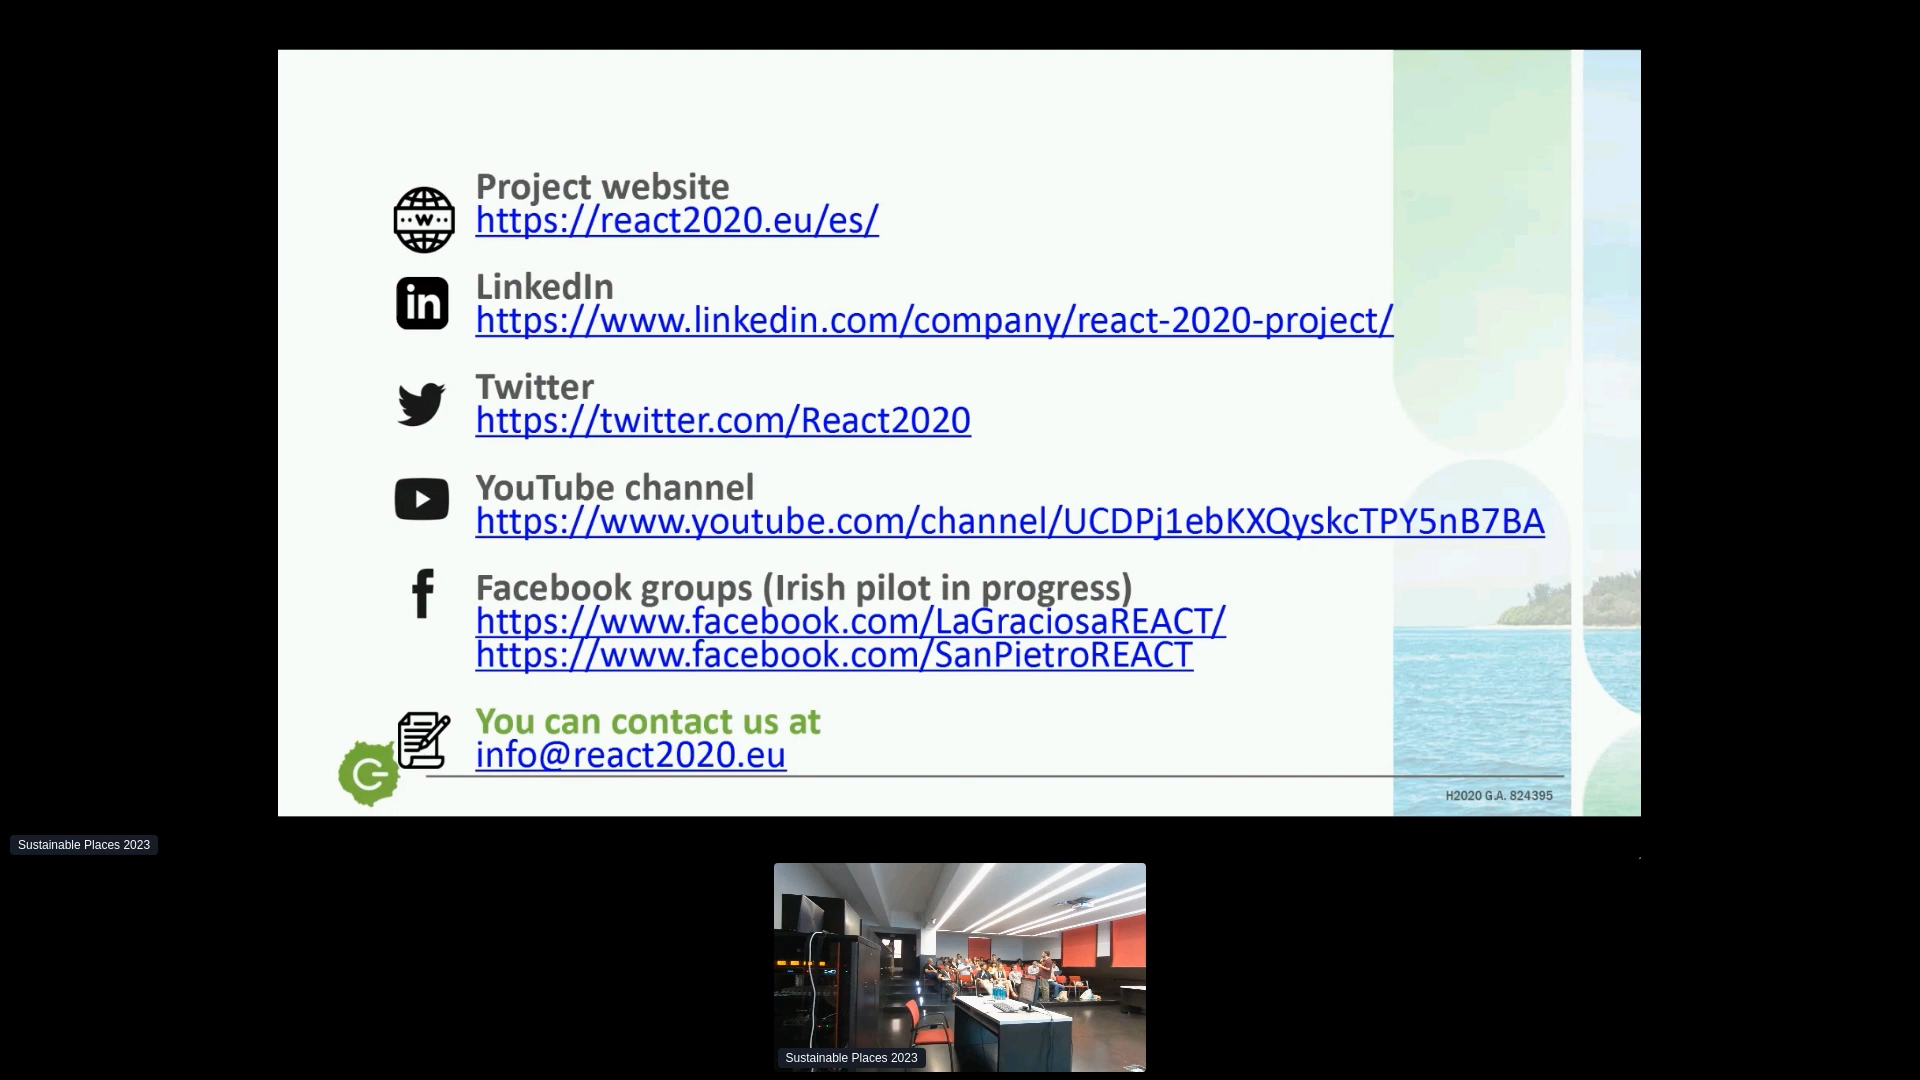 Project website
https://react2020.eu/es/
LinkedIn
https://www.linkedin.com/company/react-2020-project/
Twitter
https://twitter.com/React2020
YouTube channel
https://www.youtube.com/channel/UCDPj1ebKXQyskcTPY5nB7BA
Facebook groups (Irish pilot in progress)
https://www.facebook.com/LaGraciosaREACT/
https://www.facebook.com/SanPietroREACT
You can contact us at
info@react2020.eu
H2020 G.A. 824395
Sustainable Places 2023
Sustainable Places 2023